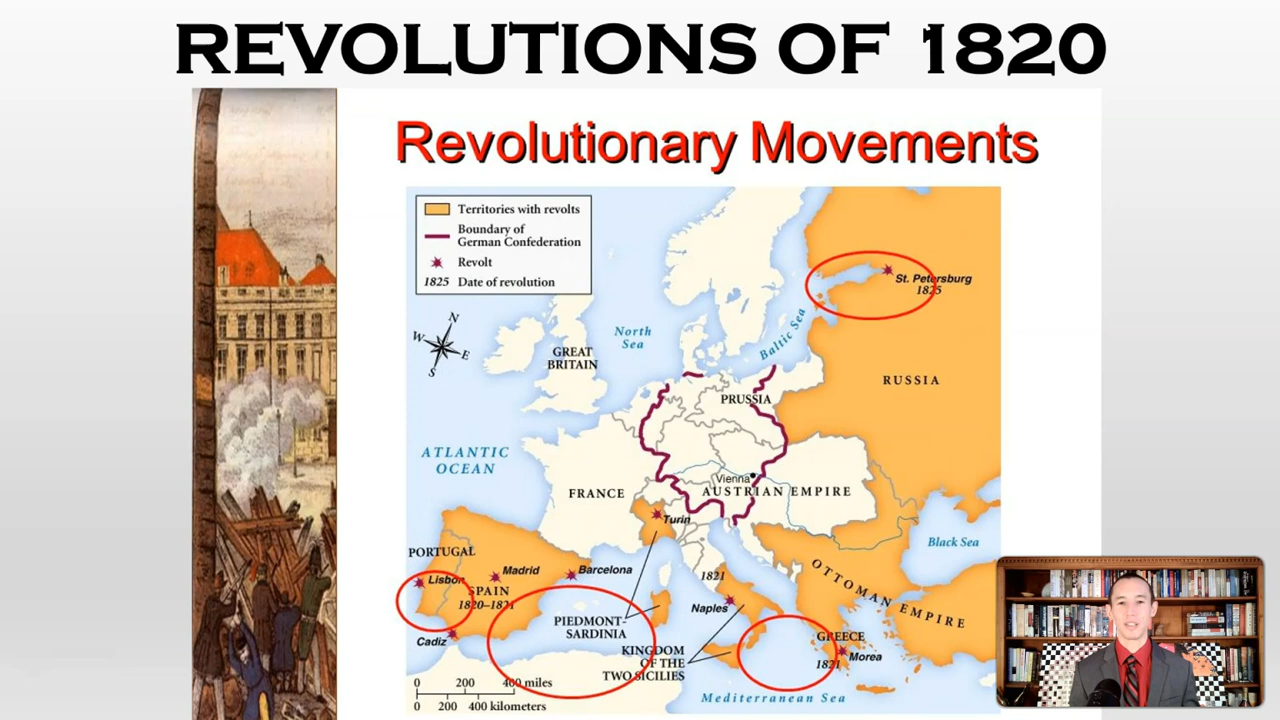 REVOLUTIONS OF 1820
Revolutionary Movements
Territories with revolts
Boundary of
German Confederation
Revolt
1825 Date of revolution
N
W
E
S
North
Sea
Baltic Sea
St. Petersburg
1825
GREAT
BRITAIN
RUSSIA
PRUSSIA
ATLANTIC
OCEAN
Vienna
FRANCE
AUSTRIAN EMPIRE
Turin
Black Sea
PORTUGAL
Lisbon
Madrid
Barcelona
SPAIN
1820–1821
1821
Naples
OTTOMAN EMPIRE
Cadiz
PIEDMONT-
SARDINIA
KINGDOM
OF THE
TWO SICILIES
GREECE
1821
Morea
Mediterranean Sea
0 200 400 miles
0 200 400 kilometers